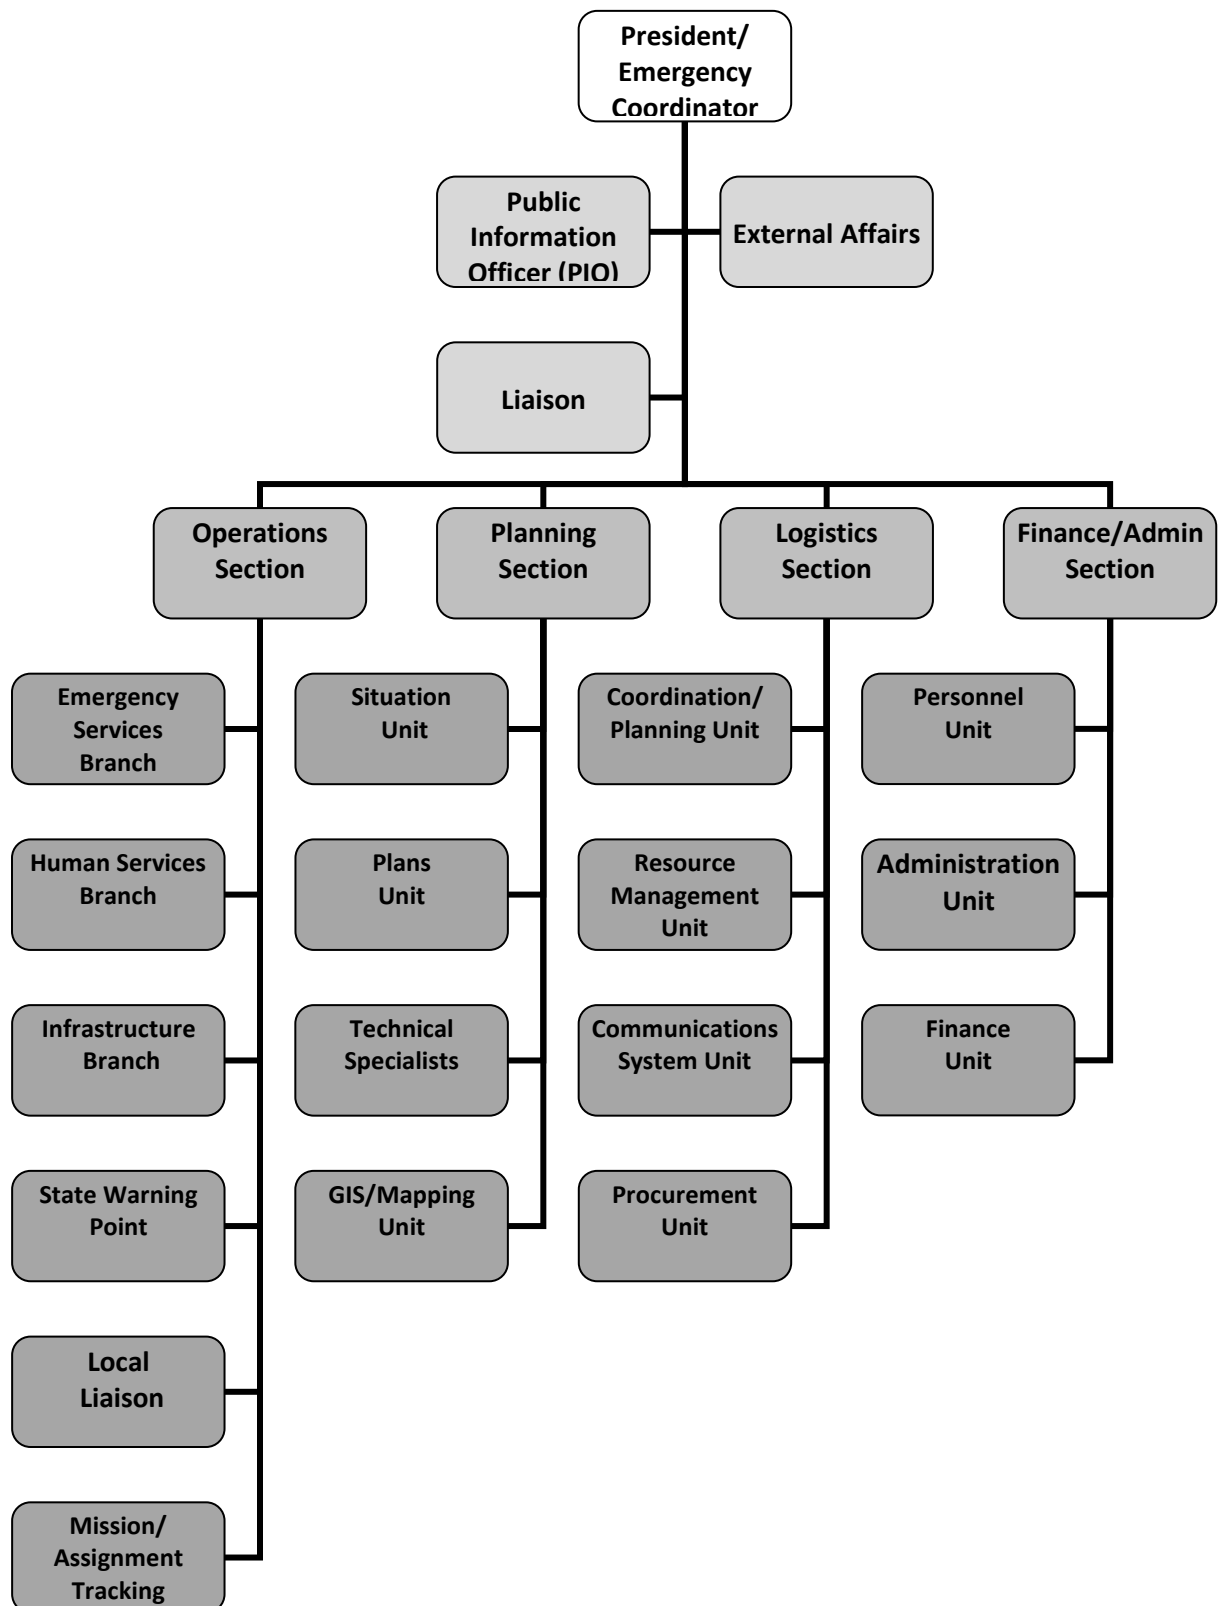 President/
Emergency
Coordinator
Public
Information
Officer (PIO)
External Affairs
Liaison
Operations
Section
Planning
Section
Logistics
Section
Finance/Admin
Section
Emergency
Services
Branch
Situation
Unit
Coordination/
Planning Unit
Personnel
Unit
Human Services
Branch
Plans
Unit
Resource
Management
Unit
Administration
Unit
Infrastructure
Branch
Technical
Specialists
Communications
System Unit
Finance
Unit
State Warning
Point
GIS/Mapping
Unit
Procurement
Unit
Local
Liaison
Mission/
Assignment
Tracking